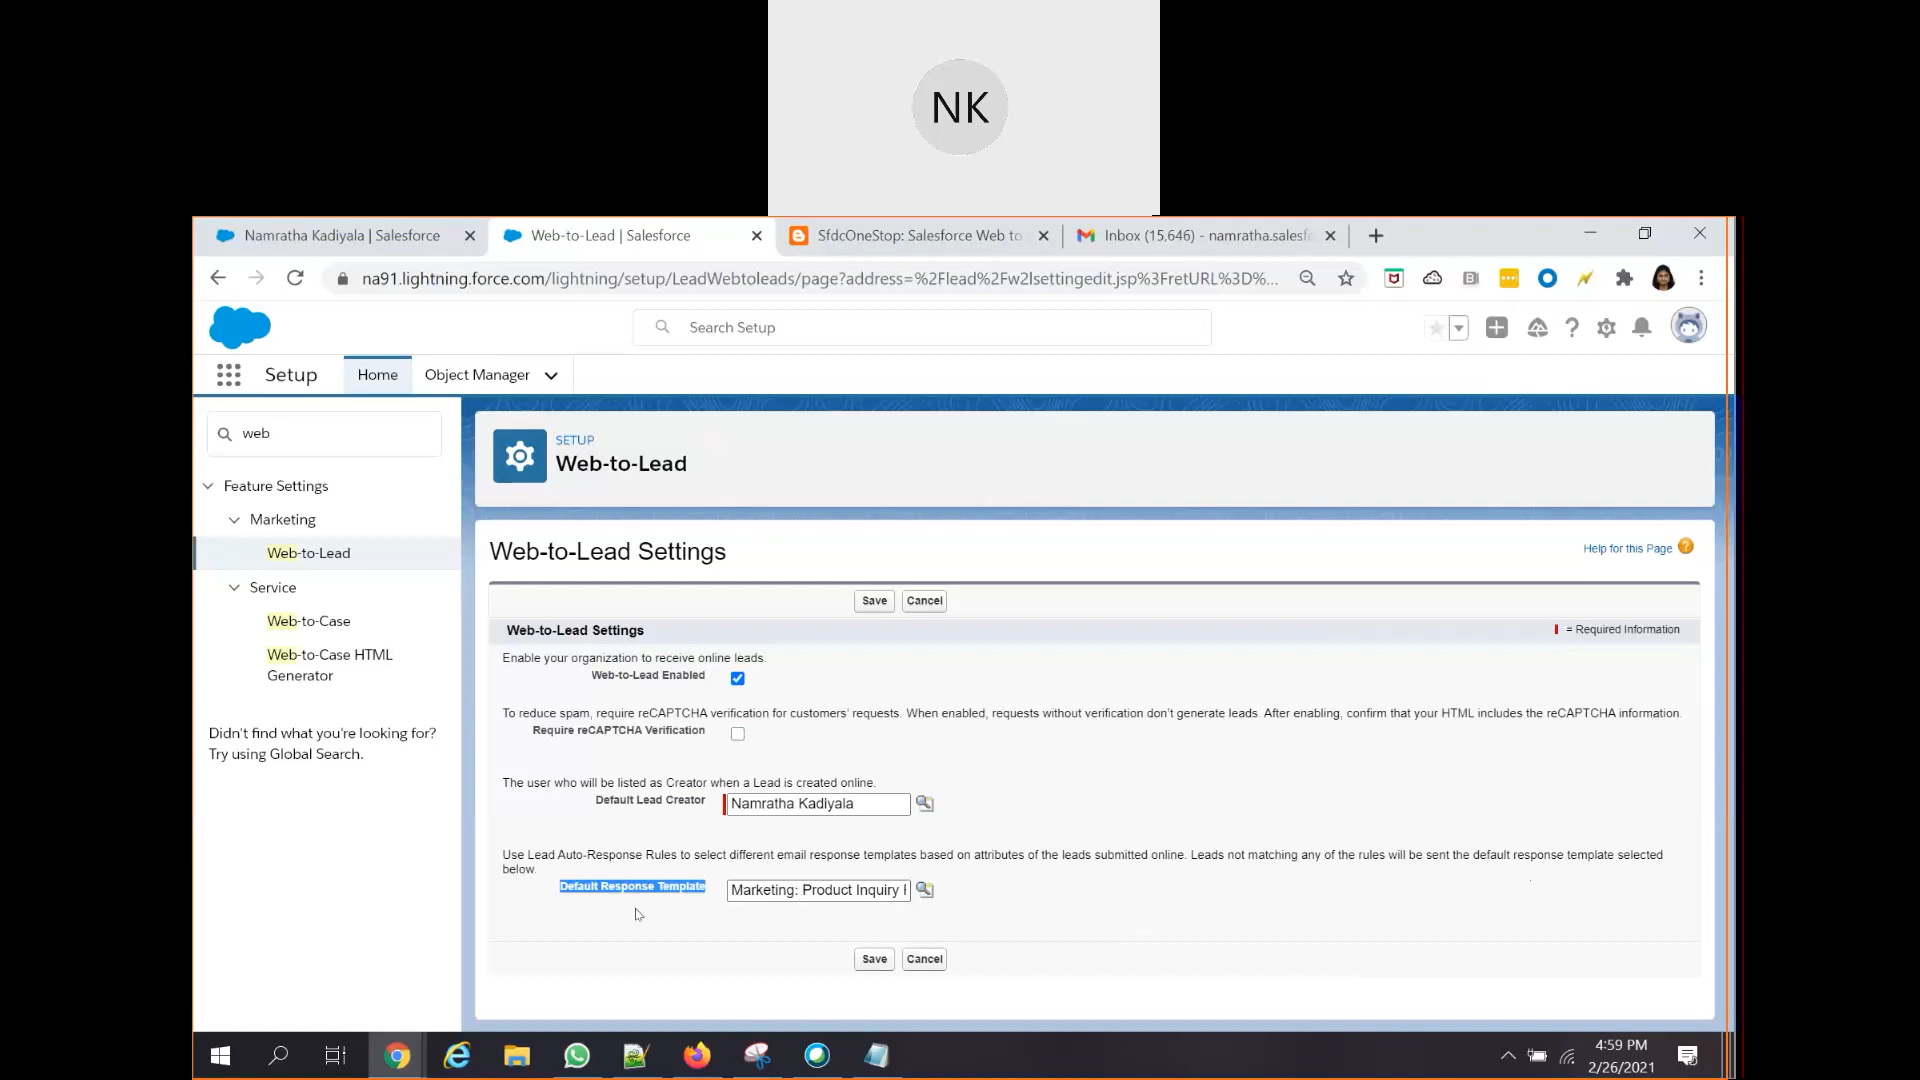 NK
Namratha Kadiyala | Salesforce
Web-to-Lead | Salesforce
SfdcOneStop: Salesforce Web to
Inbox (15,646) - namratha.salesfa
na91.lightning.force.com/lightning/setup/LeadWebtoleads/page?address=%2Flead%2Fw2lsettingedit.jsp%3FretURL%3D%...
Search Setup
Setup
Home
Object Manager
web
SETUP
Web-to-Lead
Feature Settings
Marketing
Web-to-Lead
Service
Web-to-Case
Web-to-Case HTML
Generator
Didn't find what you're looking for?
Try using Global Search.
Web-to-Lead Settings
Help for this Page
Save Cancel
Web-to-Lead Settings
= Required Information
Enable your organization to receive online leads.
Web-to-Lead Enabled
To reduce spam, require reCAPTCHA verification for customers' requests. When enabled, requests without verification don't generate leads. After enabling, confirm that your HTML includes the reCAPTCHA information.
Require reCAPTCHA Verification
The user who will be listed as Creator when a Lead is created online.
Default Lead Creator Namratha Kadiyala
Use Lead Auto-Response Rules to select different email response templates based on attributes of the leads submitted online. Leads not matching any of the rules will be sent the default response template selected
below.
Default Response Template Marketing: Product Inquiry
Save Cancel
4:59 PM
2/26/2021